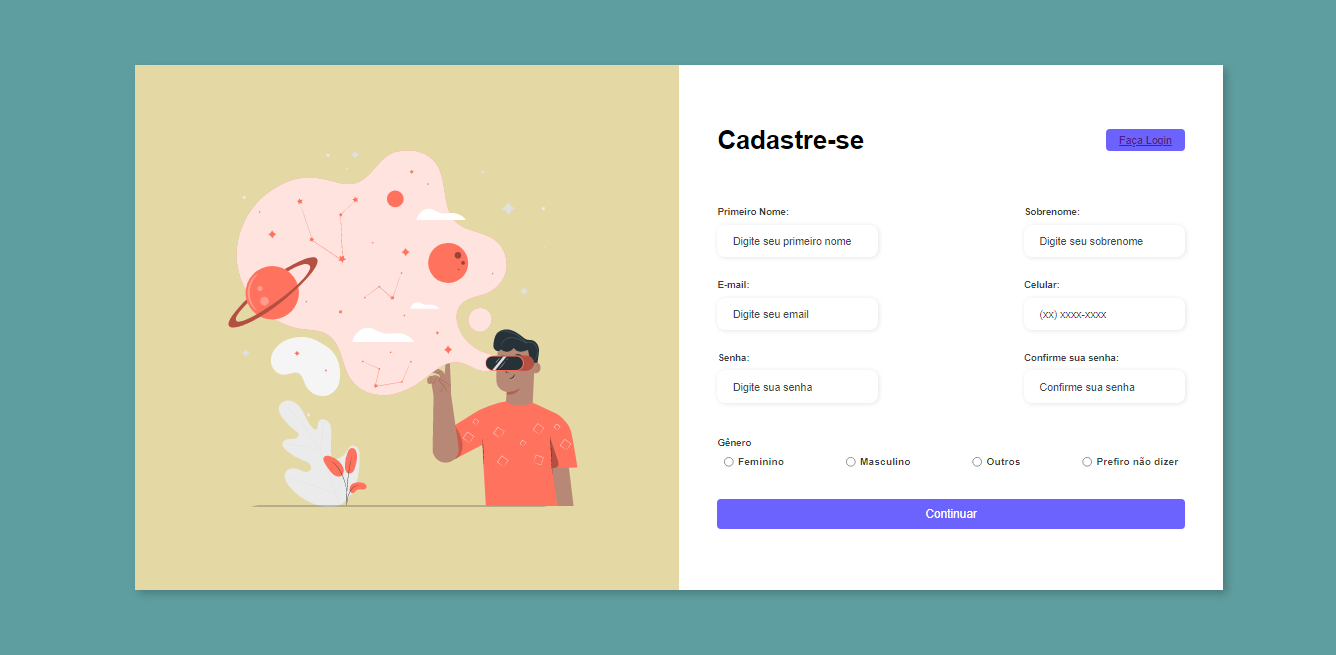 Cadastre-se
Faça Login
Primeiro Nome:
Sobrenome:
Digite seu primeiro nome
Digite seu sobrenome
E-mail:
Celular:
Digite seu email
(xx) xxxx-xxxx
Senha:
Confirme sua senha:
Digite sua senha
Confirme sua senha
Gênero
Feminino
Masculino
Outros
Prefiro não dizer
Continuar